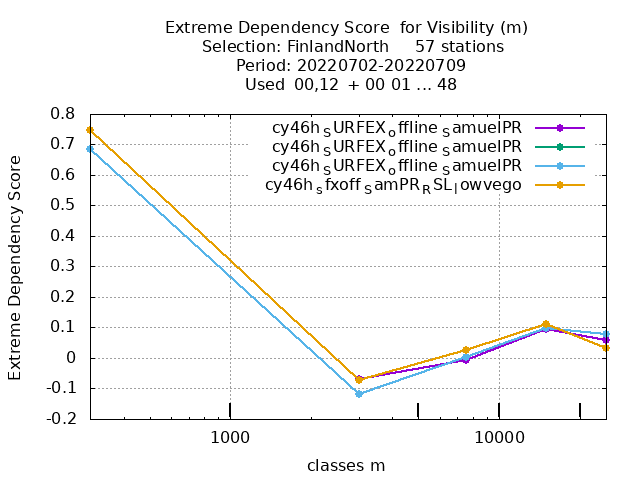 Extreme Dependency Score for Visibility (m)
Selection: FinlandNorth 57 stations
Period: 20220702-20220709
Used 00,12 + 00 01 ... 48
cy46h_SURFEX_offline_SamuelPR
cy46h_SURFEX_offline_SamuelPR
cy46h_SURFEX_offline_SamuelPR
cy46h_sfxoff_SamPR_RSL_lowvego
Extreme Dependency Score
0.8
0.7
0.6
0.5
0.4
0.3
0.2
0.1
0
-0.1
-0.2
1000
10000
classes m